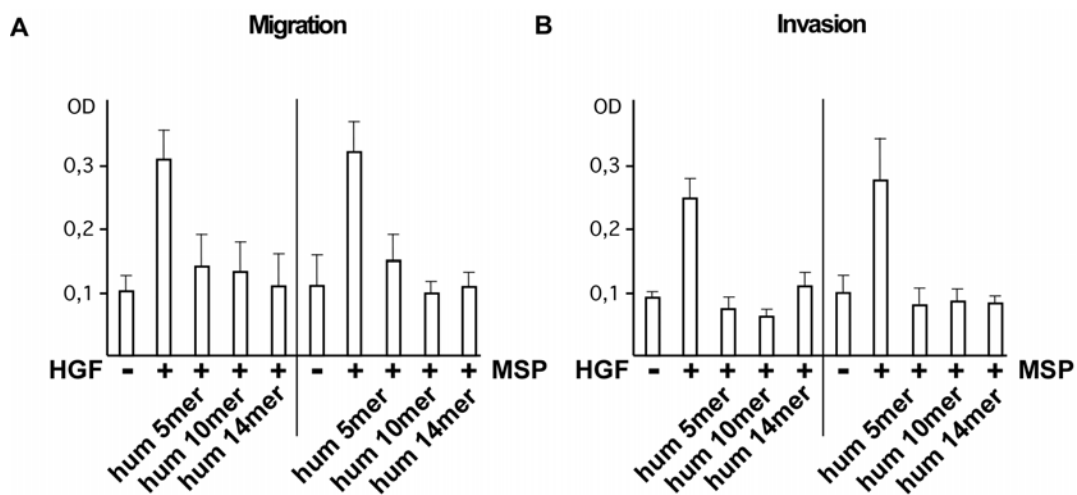 A Migration
OD
0,3
0,2
0,1
HGF - + + + + - + + + + MSP
hum 5mer
hum 10mer
hum 14mer
hum 5mer
hum 10mer
hum 14mer
B Invasion
OD
0,3
0,2
0,1
HGF - + + + + - + + + + MSP
hum 5mer
hum 10mer
hum 14mer
hum 5mer
hum 10mer
hum 14mer